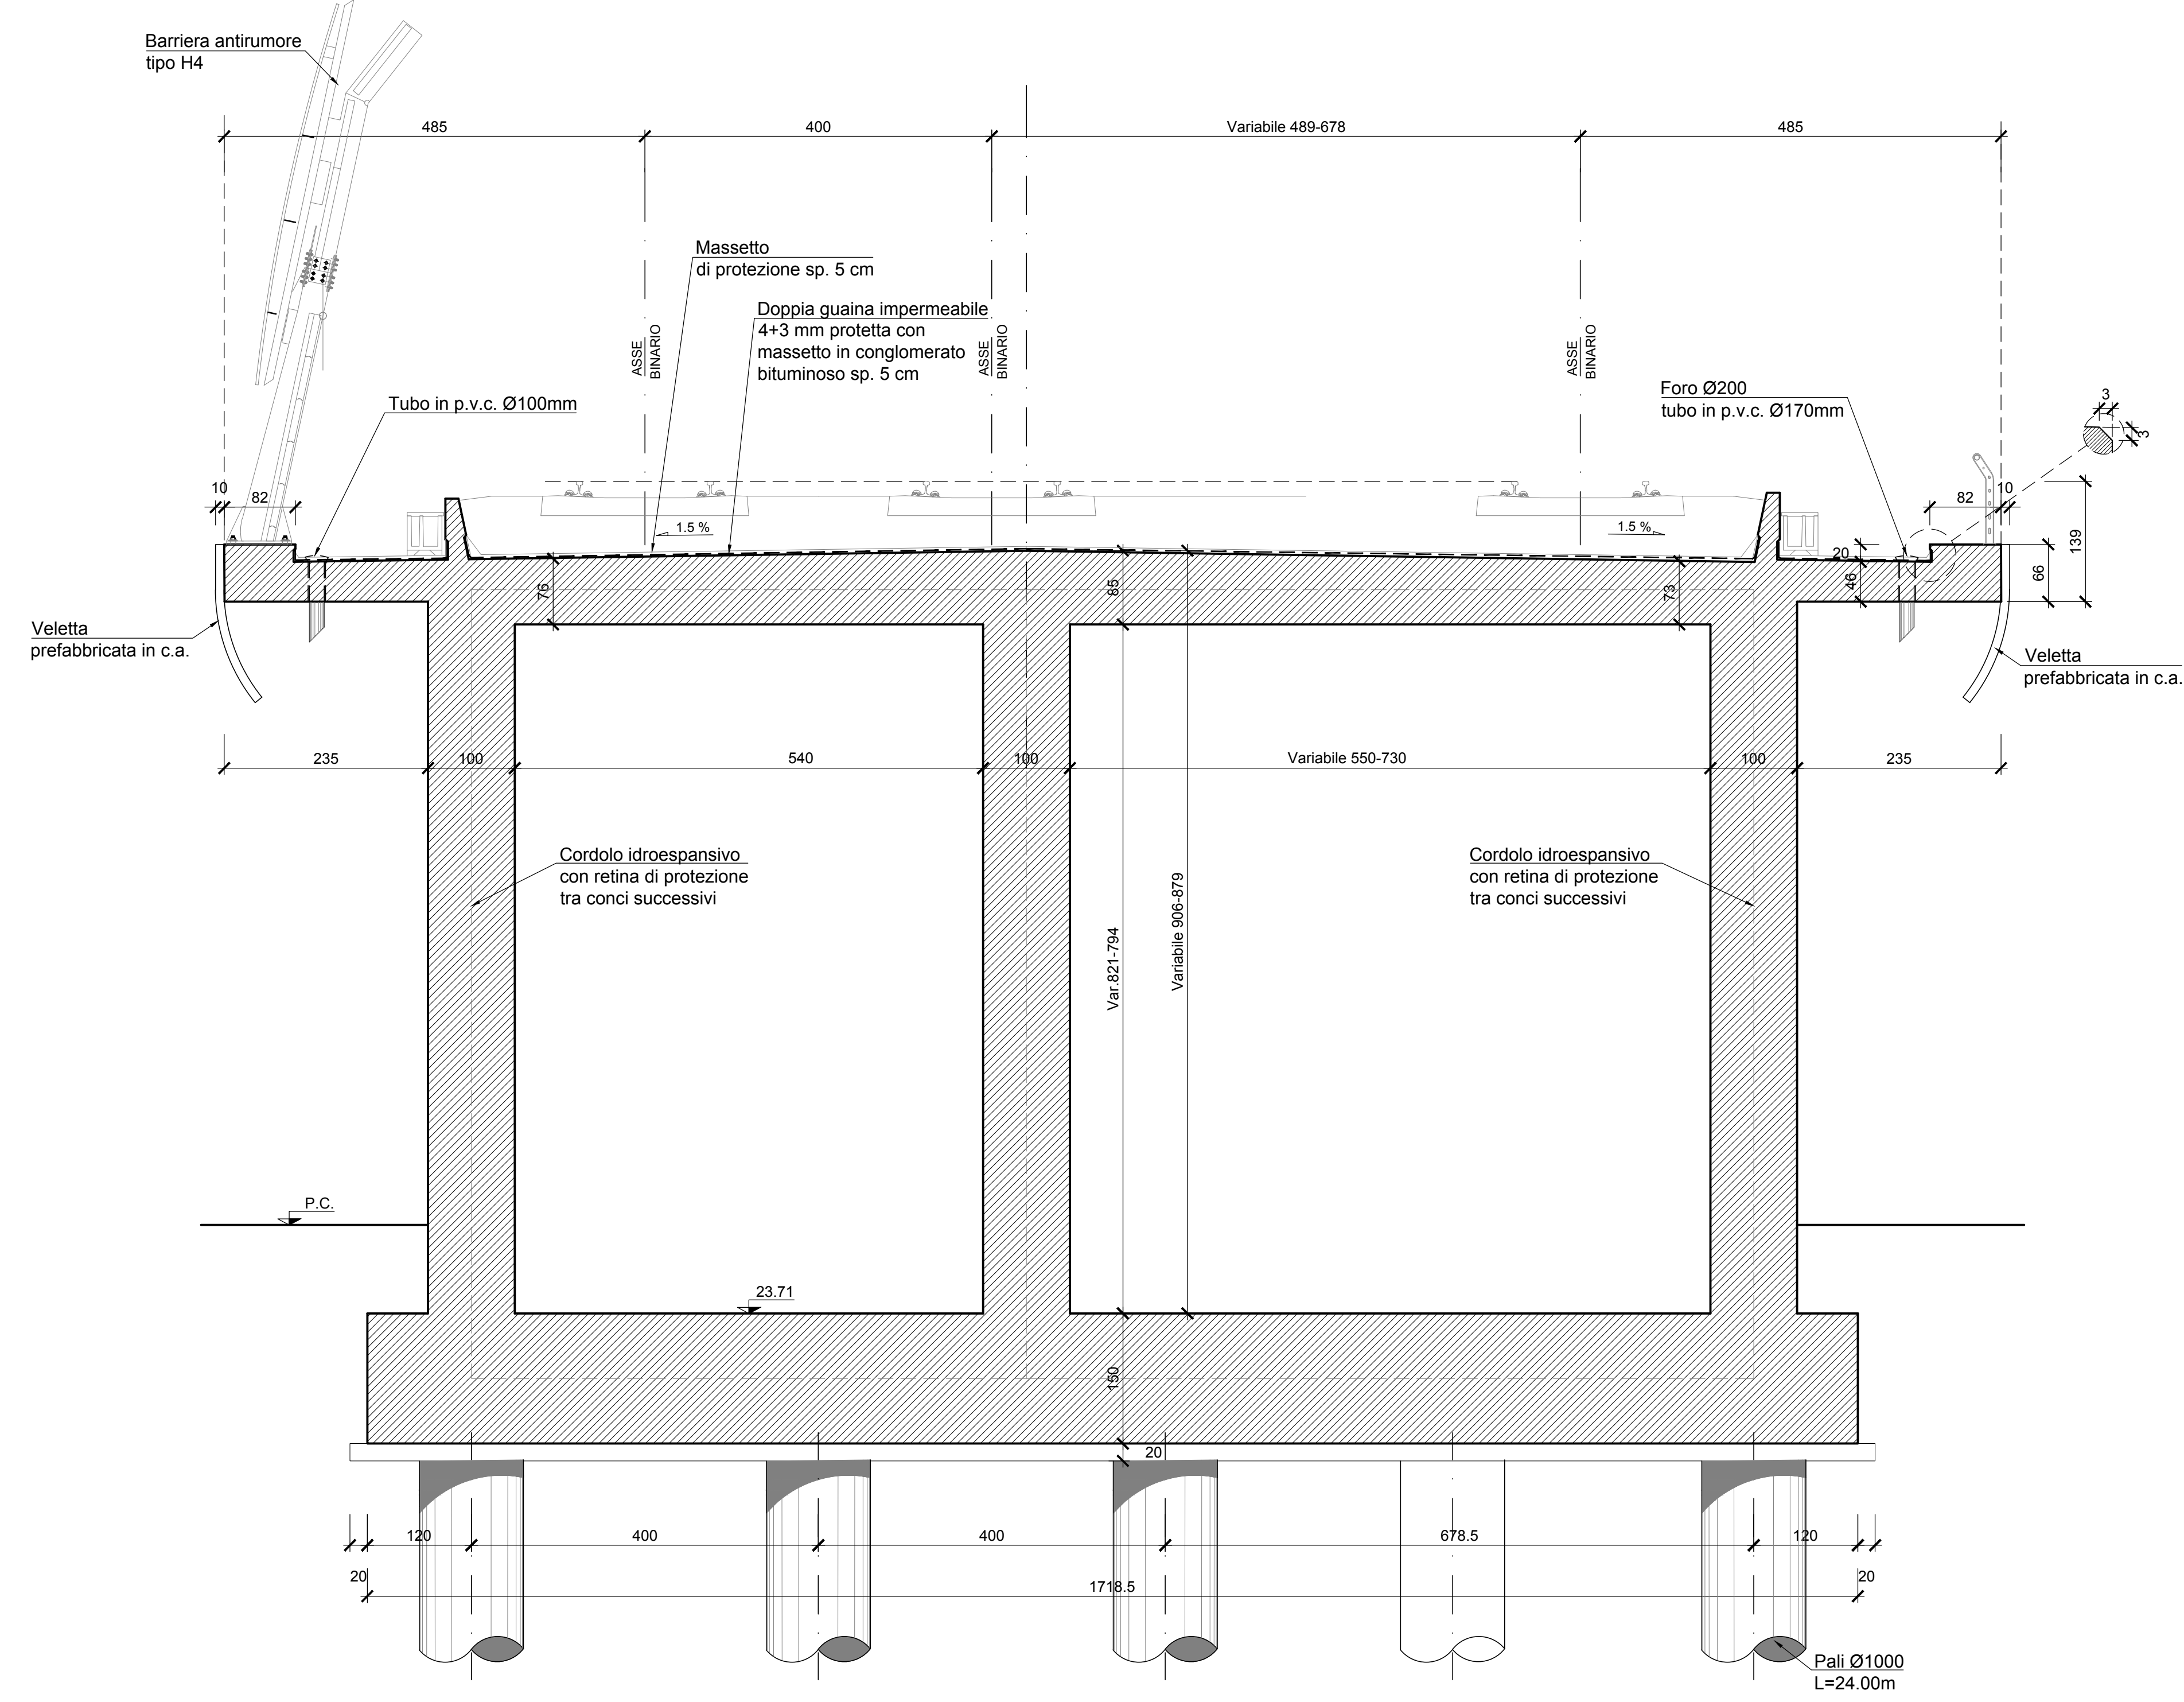 Barriera antirumore
tipo H4
485
400
Variabile 489-678
485
Massetto
di protezione sp. 5 cm
Doppia guaina impermeabile
4+3 mm protetta con
massetto in conglomerato
bituminoso sp. 5 cm
ASSE
BINARIO
ASSE
BINARIO
ASSE
BINARIO
Tubo in p.v.c. Ø100mm
Foro Ø200
tubo in p.v.c. Ø170mm
3
3
10
82
82
10
1.5 %
1.5 %
139
20
46
66
76
85
73
Veletta
prefabbricata in c.a.
Veletta
prefabbricata in c.a.
235
100
540
100
Variabile 550-730
100
235
Cordolo idroespansivo
con retina di protezione
tra conci successivi
Cordolo idroespansivo
con retina di protezione
tra conci successivi
Var.821-794
Variabile 906-879
P.C.
23.71
150
20
120
400
400
678.5
120
20
1718.5
20
Pali Ø1000
L=24.00m